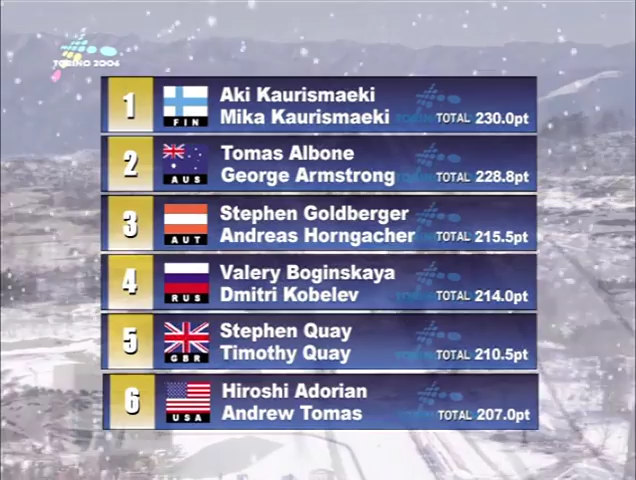 TORINO 2006
1
FIN
Aki Kaurismaeki
Mika Kaurismaeki
TOTAL 230.0pt
2
AUS
Tomas Albone
George Armstrong
TOTAL 228.8pt
3
AUT
Stephen Goldberger
Andreas Horngacher
TOTAL 215.5pt
4
RUS
Valery Boginskaya
Dmitri Kobelev
TOTAL 214.0pt
5
GBR
Stephen Quay
Timothy Quay
TOTAL 210.5pt
6
USA
Hiroshi Adorian
Andrew Tomas
TOTAL 207.0pt